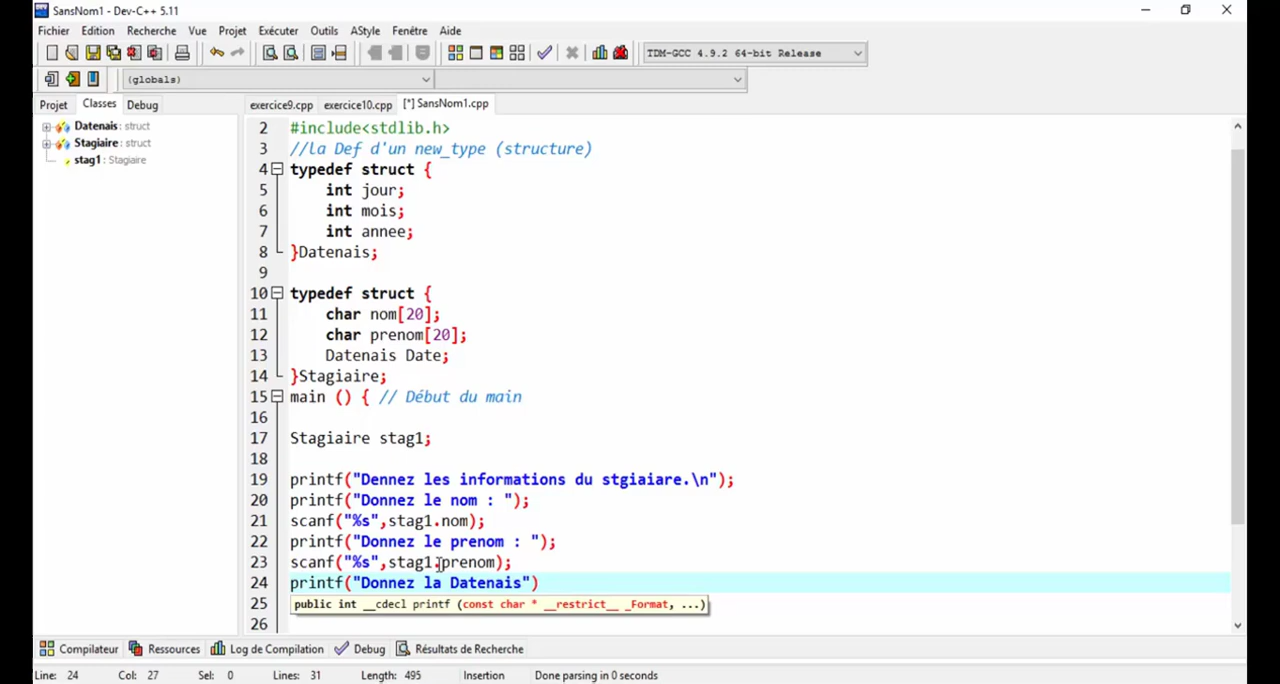 SansNom1 - Dev-C++ 5.11
Fichier Edition Recherche Vue Projet Exécuter Outils AStyle Fenêtre Aide
TDM-GCC 4.9.2 64-bit Release
(globals)
Projet Classes Debug exercice9.cpp exercice10.cpp [*] SansNom1.cpp
Datenais : struct
Stagiaire : struct
stag1 : Stagiaire
2 #include<stdlib.h>
3 //la Def d'un new_type (structure)
4 typedef struct {
5 int jour;
6 int mois;
7 int annee;
8 }Datenais;
9
10 typedef struct {
11 char nom[20];
12 char prenom[20];
13 Datenais Date;
14 }Stagiaire;
15 main () { // Début du main
16
17 Stagiaire stag1;
18
19 printf("Dennez les informations du stgiaiare.\n");
20 printf("Donnez le nom : ");
21 scanf("%s",stag1.nom);
22 printf("Donnez le prenom : ");
23 scanf("%s",stag1.prenom);
24 printf("Donnez la Datenais")
25 public int __cdecl printf (const char * __restrict__ _Format, ...)
26
Compilateur Ressources Log de Compilation Debug Résultats de Recherche
Line: 24 Col: 27 Sel: 0 Lines: 31 Length: 495 Insertion Done parsing in 0 seconds